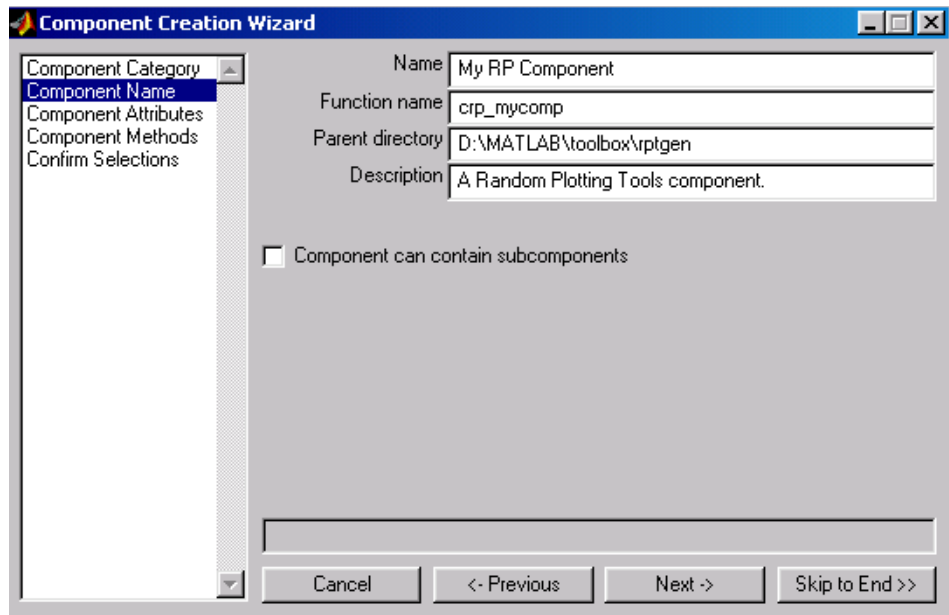 Component Creation Wizard
Component Category
Component Name
Component Attributes
Component Methods
Confirm Selections
Name My RP Component
Function name crp_mycomp
Parent directory D:\MATLAB\toolbox\rptgen
Description A Random Plotting Tools component.
Component can contain subcomponents
Cancel <- Previous Next -> Skip to End >>